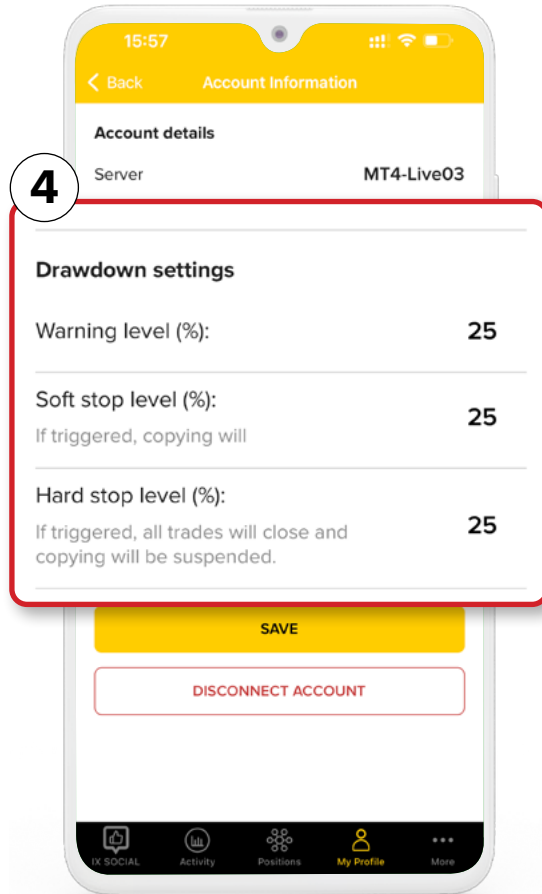 15:57
Back Account Information
Account details
Server MT4-Live03
4
Drawdown settings
Warning level (%): 25
Soft stop level (%): 25
If triggered, copying will
Hard stop level (%): 25
If triggered, all trades will close and
copying will be suspended.
SAVE
DISCONNECT ACCOUNT
IX SOCIAL Activity Positions My Profile More